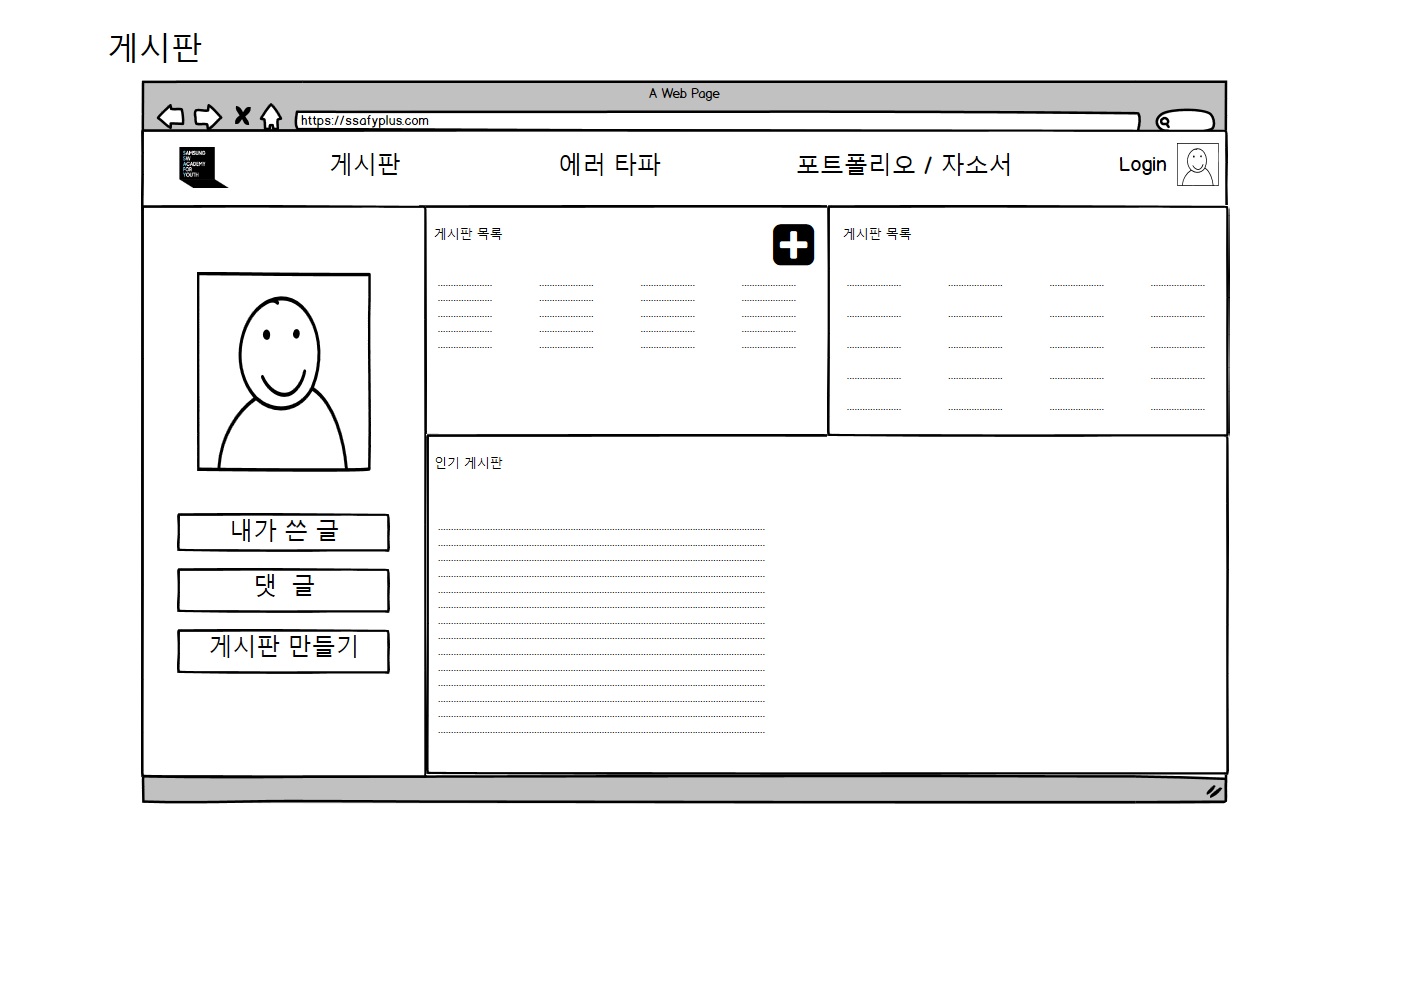 게시판
A Web Page
https://ssafyplus.com
SAMSUNG
SW
ACADEMY
FOR
YOUTH
게시판
에러 타파
포트폴리오 / 자소서
Login
게시판 목록
게시판 목록
인기 게시판
내가 쓴 글
댓 글
게시판 만들기